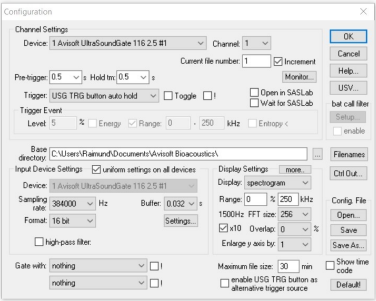 Configuration
Channel Settings
Device: 1 Avisoft UltraSoundGate 116 2.5 #1 Channel: 1
Current file number: 1 Increment
Pre-trigger: 0.5 s Hold tm: 0.5 s Monitor...
Trigger: USG TRG button auto hold Toggle ! Open in SASLab
Wait for SASLab
Trigger Event
Level: 5 % Energy Range: 0 - 250 kHz Entropy <
Base directory: C:\Users\Raimund\Documents\Avisoft Bioacoustics\ ...
Input Device Settings uniform settings on all devices
Device: 1 Avisoft UltraSoundGate 116 2.5 #1
Sampling rate: 384000 Hz Buffer: 0.032 s
Format: 16 bit Settings...
high-pass filter:
Display Settings more..
Display: spectrogram
Range: 0 % 250 kHz
1500Hz FFT size: 256
x10 Overlap: 0 %
Enlarge y axis by: 1
Gate with: nothing !
nothing !
Maximum file size: 30 min
enable USG TRG button as
alternative trigger source
OK
Cancel
Help...
USV...
bat call filter
Setup...
enable
Filenames
Ctrl Out...
Config. File
Open...
Save
Save As...
Show time
code
Default!